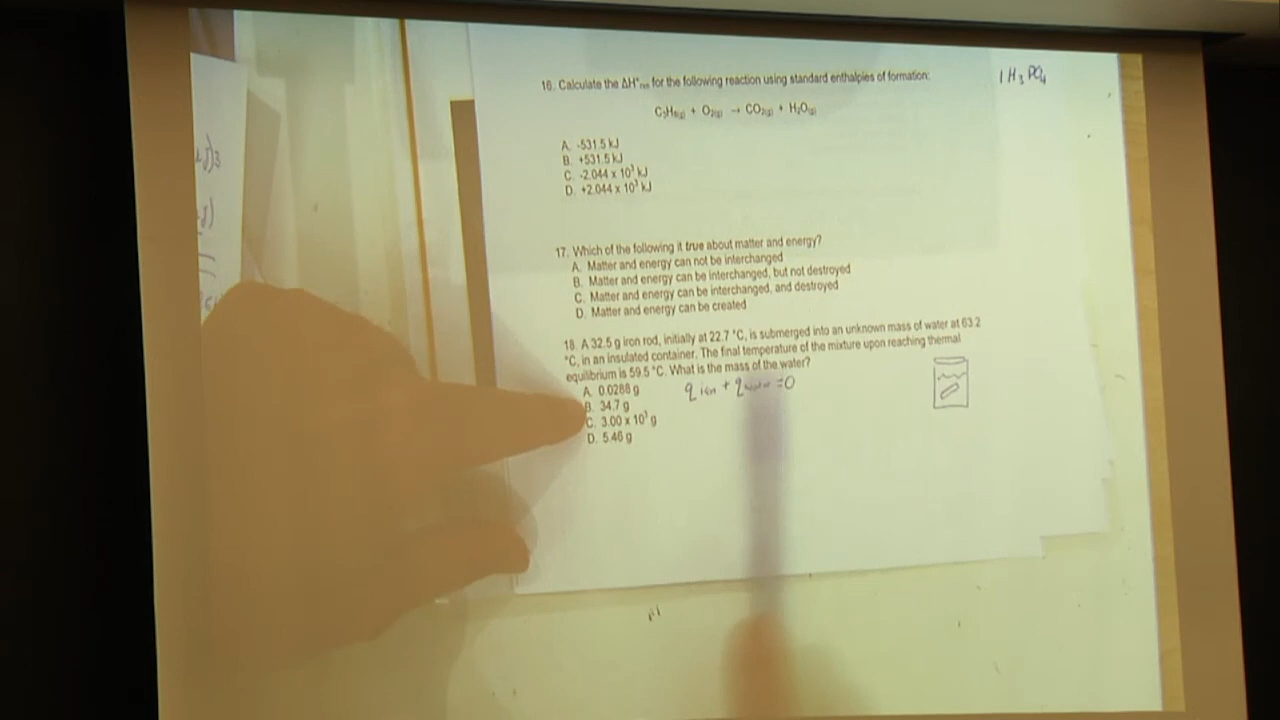 16. Calculate the ΔH°rxn for the following reaction using standard enthalpies of formation:
1 H₃PO₄
C₃H₈(g) + O₂(g) → CO₂(g) + H₂O(g)
A. -531.5 kJ
B. +531.5 kJ
C. -2.044 x 10³ kJ
D. +2.044 x 10³ kJ
17. Which of the following it true about matter and energy?
A. Matter and energy can not be interchanged
B. Matter and energy can be interchanged, but not destroyed
C. Matter and energy can be interchanged, and destroyed
D. Matter and energy can be created
18. A 32.5 g iron rod, initially at 22.7 °C, is submerged into an unknown mass of water at 63.2
°C, in an insulated container. The final temperature of the mixture upon reaching thermal
equilibrium is 59.5 °C. What is the mass of the water?
A. 0.0288 g
q iron + q water = 0
B. 34.7 g
C. 3.00 x 10³ g
D. 5.46 g